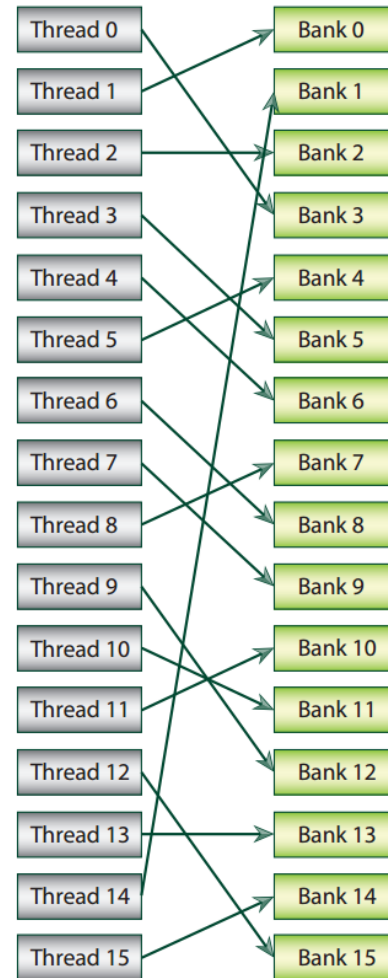 Thread 0 Bank 0
Thread 1 Bank 1
Thread 2 Bank 2
Thread 3 Bank 3
Thread 4 Bank 4
Thread 5 Bank 5
Thread 6 Bank 6
Thread 7 Bank 7
Thread 8 Bank 8
Thread 9 Bank 9
Thread 10 Bank 10
Thread 11 Bank 11
Thread 12 Bank 12
Thread 13 Bank 13
Thread 14 Bank 14
Thread 15 Bank 15